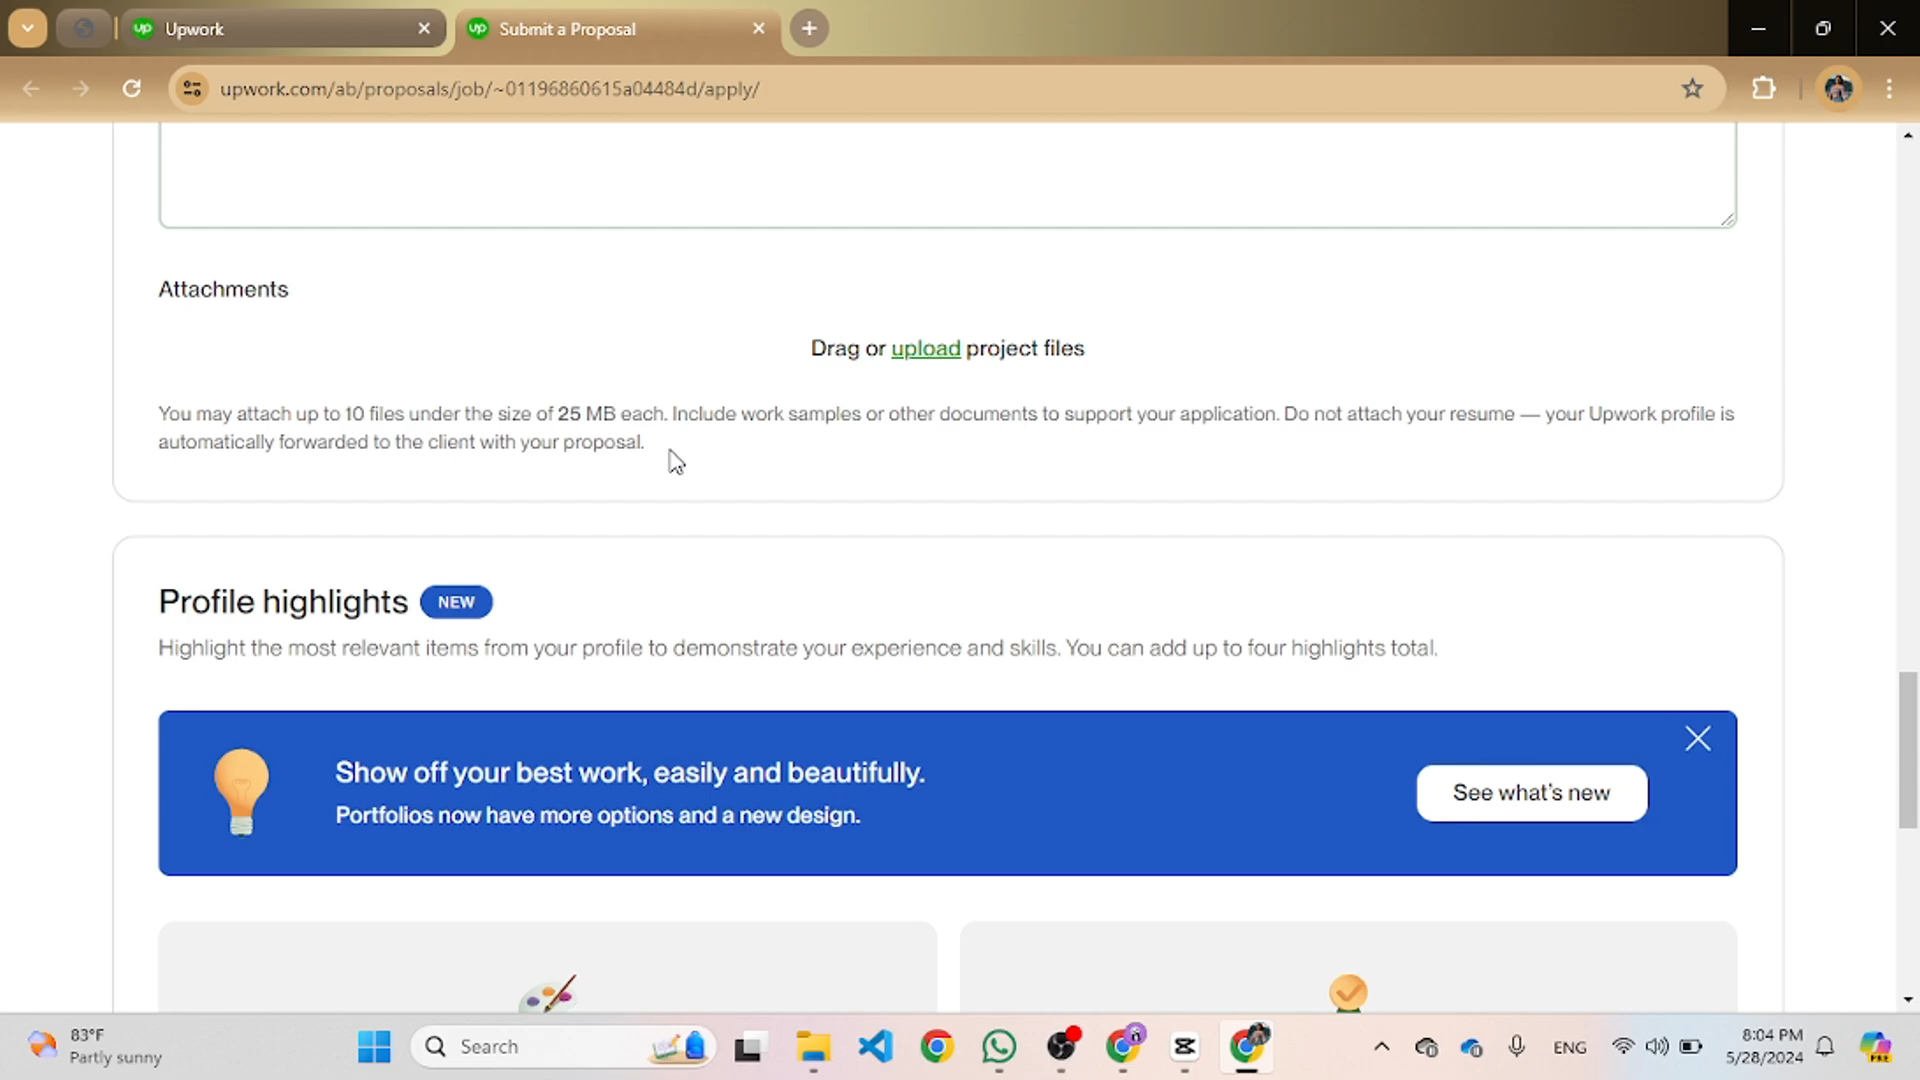 Upwork
Submit a Proposal
upwork.com/ab/proposals/job/~01196860615a04484d/apply/
Attachments
Drag or upload project files
You may attach up to 10 files under the size of 25 MB each. Include work samples or other documents to support your application. Do not attach your resume — your Upwork profile is
automatically forwarded to the client with your proposal.
Profile highlights NEW
Highlight the most relevant items from your profile to demonstrate your experience and skills. You can add up to four highlights total.
Show off your best work, easily and beautifully.
Portfolios now have more options and a new design.
See what's new
83°F
Partly sunny
Search
ENG
8:04 PM
5/28/2024
PRE